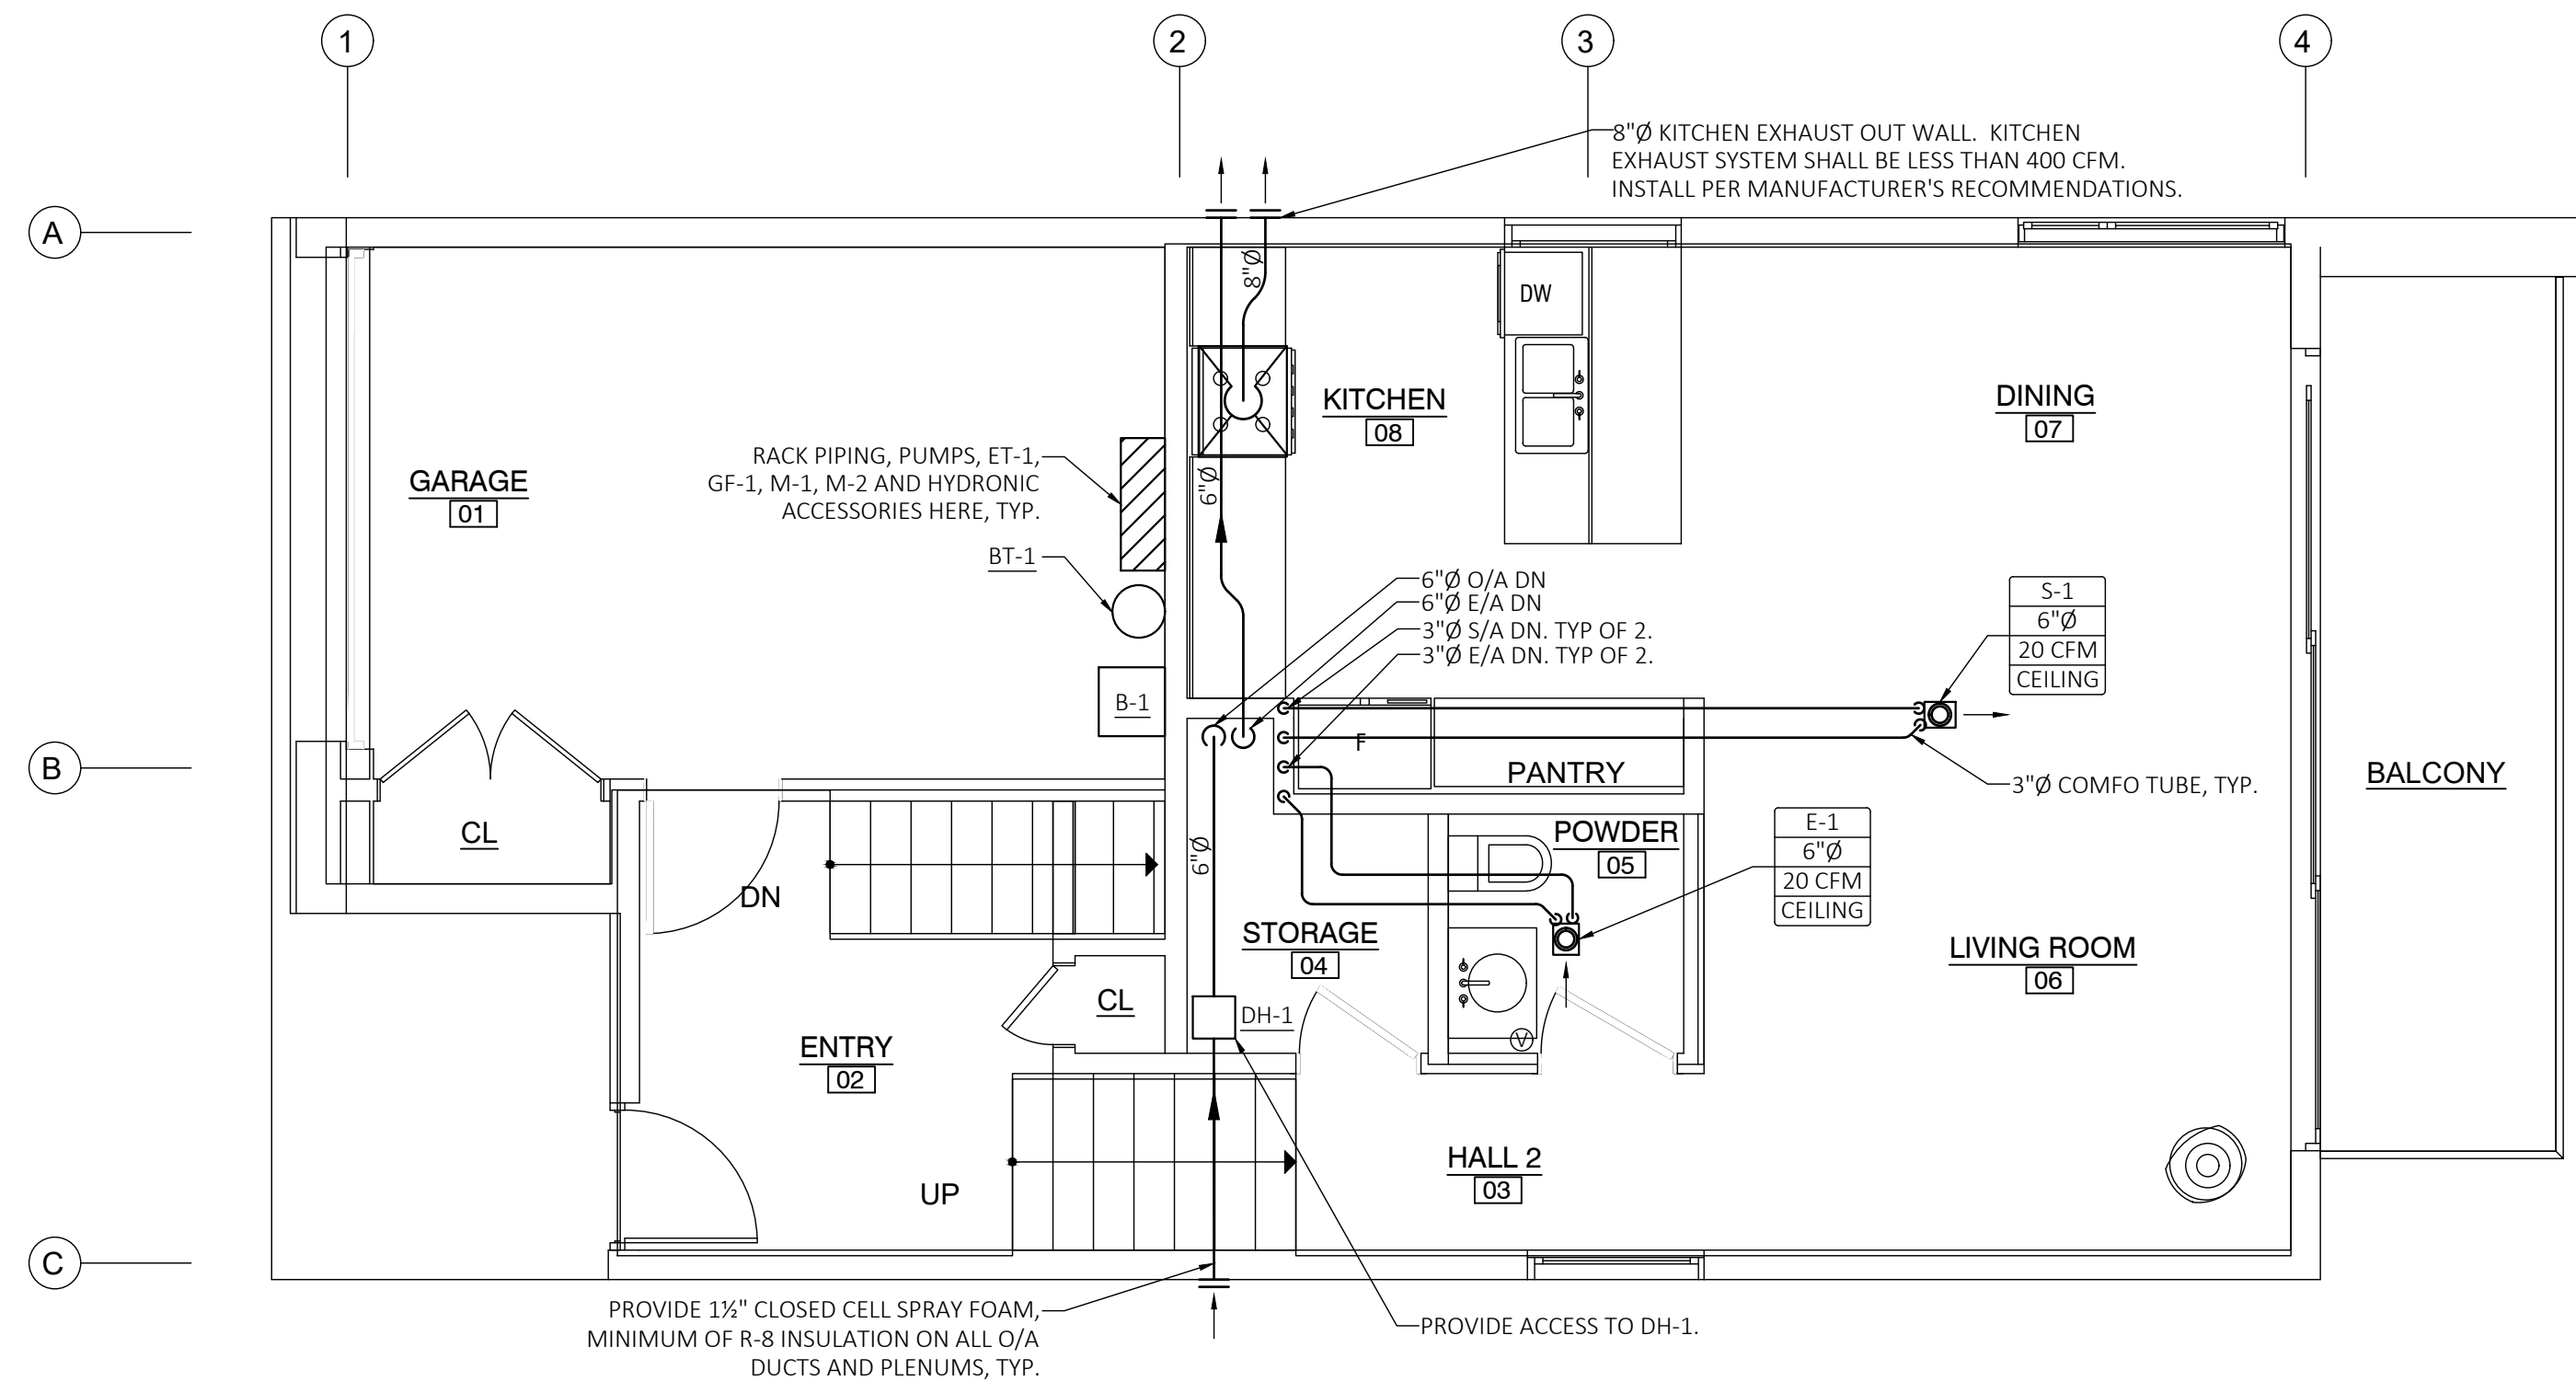 1
2
3
4
8"Ø KITCHEN EXHAUST OUT WALL. KITCHEN
EXHAUST SYSTEM SHALL BE LESS THAN 400 CFM.
INSTALL PER MANUFACTURER'S RECOMMENDATIONS.
A
8"Ø
DW
KITCHEN
08
DINING
07
GARAGE
01
RACK PIPING, PUMPS, ET-1,
GF-1, M-1, M-2 AND HYDRONIC
ACCESSORIES HERE, TYP.
6"Ø
BT-1
6"Ø O/A DN
6"Ø E/A DN
3"Ø S/A DN. TYP OF 2.
3"Ø E/A DN. TYP OF 2.
S-1
6"Ø
20 CFM
CEILING
B-1
F
B
PANTRY
3"Ø COMFO TUBE, TYP.
BALCONY
CL
6"Ø
POWDER
05
E-1
6"Ø
20 CFM
CEILING
DN
STORAGE
04
LIVING ROOM
06
CL
DH-1
V
ENTRY
02
HALL 2
03
UP
C
PROVIDE 1½" CLOSED CELL SPRAY FOAM,
MINIMUM OF R-8 INSULATION ON ALL O/A
DUCTS AND PLENUMS, TYP.
PROVIDE ACCESS TO DH-1.